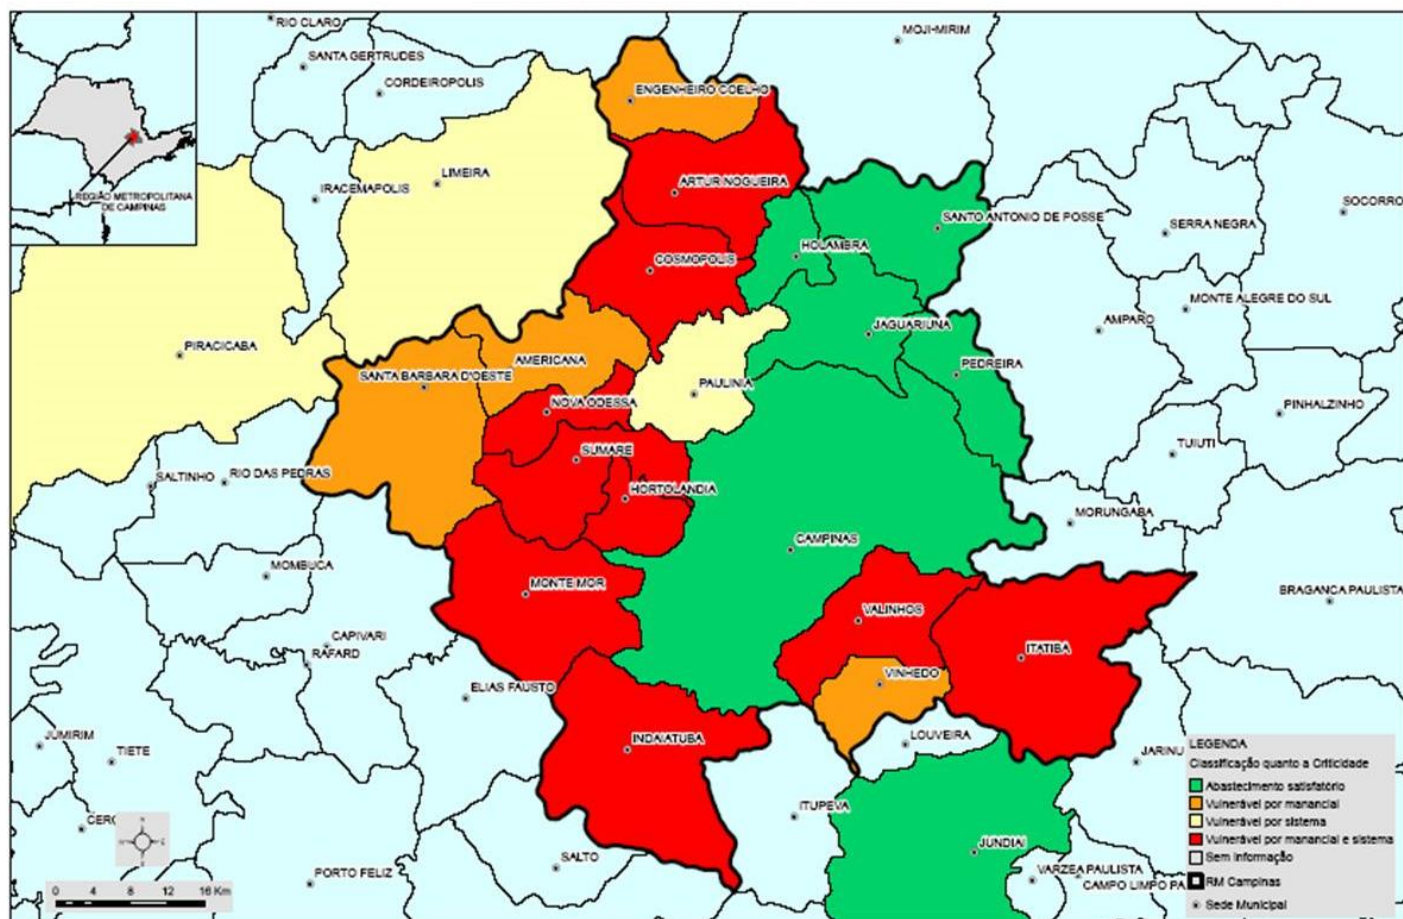 RIO CLARO
MOJI-MIRIM
SANTA GERTRUDES
CORDEIROPOLIS
ENGENHEIRO COELHO
REGIÃO METROPOLITANA
DE CAMPINAS
IRACEMAPOLIS
LIMEIRA
ARTUR NOGUEIRA
SOCORRO
SANTO ANTONIO DE POSSE
SERRA NEGRA
HOLAMBRA
COSMOPOLIS
MONTE ALEGRE DO SUL
JAGUARIUNA
AMPARO
PIRACICABA
AMERICANA
PEDREIRA
SANTA BARBARA D'OESTE
PAULINIA
NOVA ODESSA
PINHALZINHO
TUIUTI
SUMARE
SALTINHO
RIO DAS PEDRAS
HORTOLANDIA
MORUNGABA
CAMPINAS
MOMBUCA
MONTE MOR
BRAGANCA PAULISTA
VALINHOS
CAPIVARI
RAFARD
ITATIBA
VINHEDO
ELIAS FAUSTO
JUMIRIM
TIETE
INDAIATUBA
LOUVEIRA
JARINU
ITUPEVA
JUNDIAI
SALTO
PORTO FELIZ
VARZEA PAULISTA
CAMPO LIMPO PA
LEGENDA
Classificação quanto a Criticidade
Abastecimento satisfatório
Vulnerável por manancial
Vulnerável por sistema
Vulnerável por manancial e sistema
Sem Informação
RM Campinas
Sede Municipal
0 4 8 12 16 Km